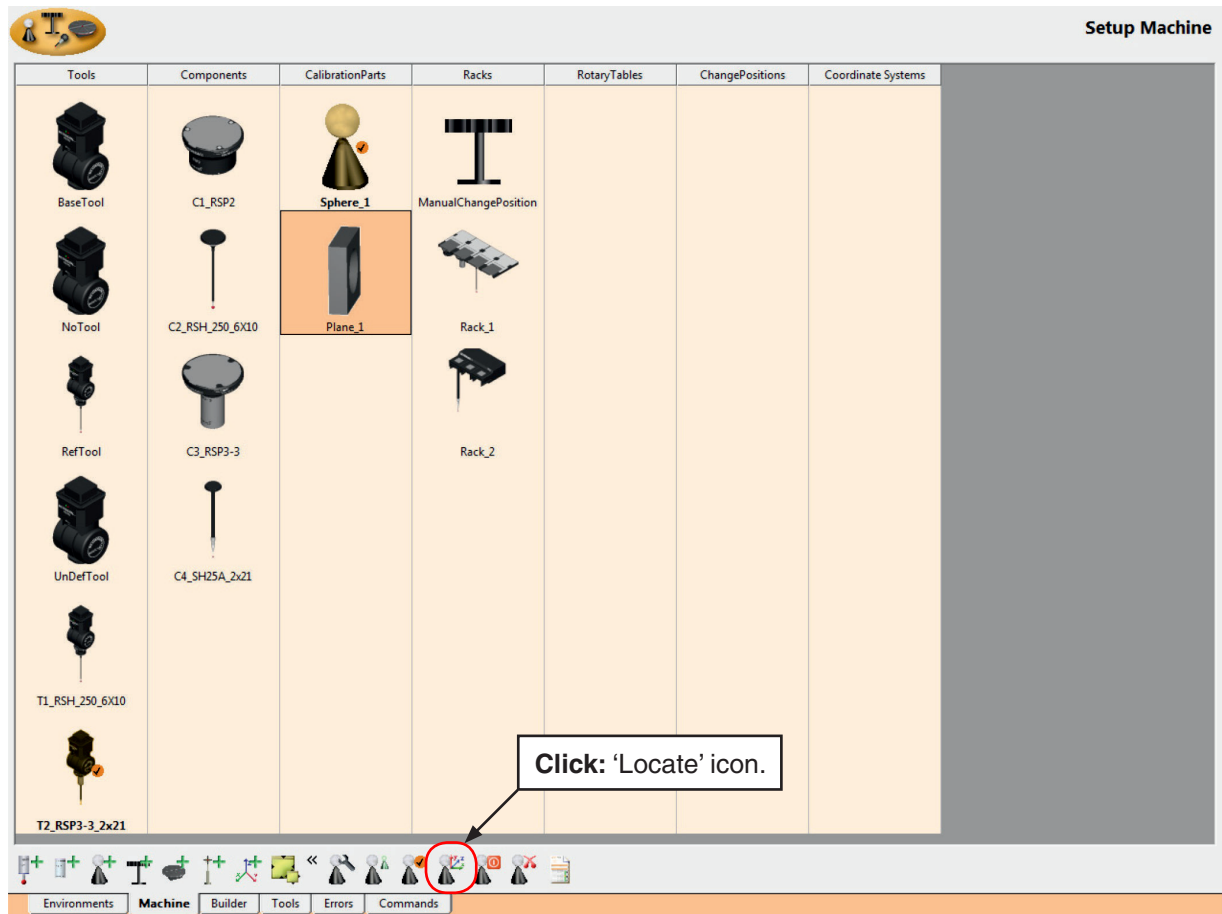 Setup Machine
Tools Components CalibrationParts Racks RotaryTables ChangePositions Coordinate Systems
BaseTool C1_RSP2 Sphere_1 ManualChangePosition
NoTool C2_RSH_250_6X10 Plane_1 Rack_1
RefTool C3_RSP3-3 Rack_2
UnDefTool C4_SH25A_2x21
T1_RSH_250_6X10
Click: ‘Locate’ icon.
T2_RSP3-3_2x21
«
Environments Machine Builder Tools Errors Commands